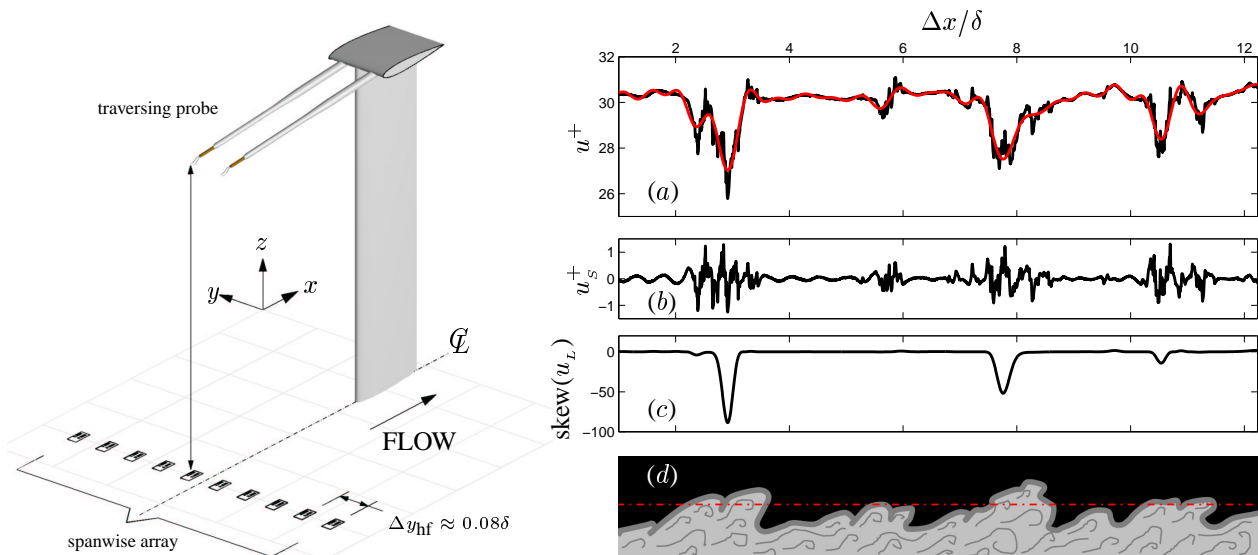 traversing probe
z
y
x
℄
FLOW
Δy_hf ≈ 0.08δ
spanwise array
Δx/δ
2 4 6 8 10 12
32
30
28
26
u⁺
(a)
1
0
−1
u_S⁺
(b)
0
−50
−100
skew(u_L)
(c)
(d)